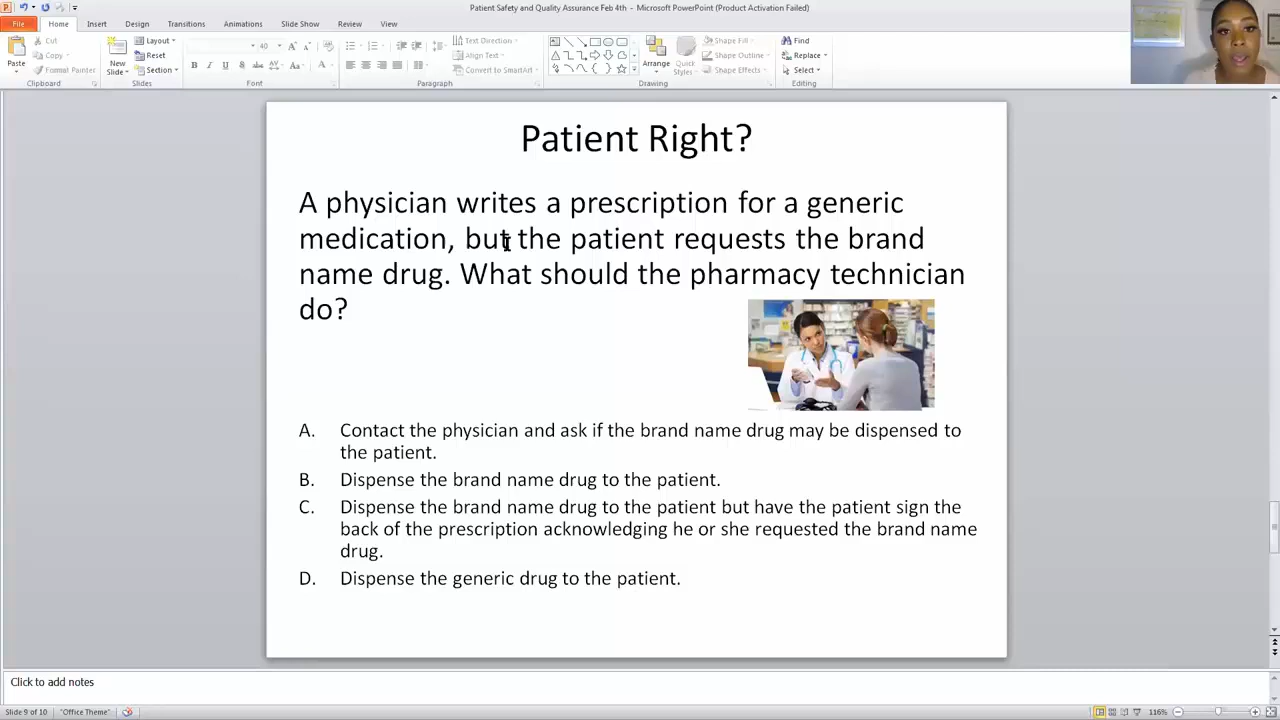 Patient Safety and Quality Assurance Feb 4th - Microsoft PowerPoint (Product Activation Failed)
File Home Insert Design Transitions Animations Slide Show Review View
Cut
Copy
Format Painter
Paste
Clipboard
New
Slide
Layout
Reset
Section
Slides
40
B I U S abc AV Aa A
Font
Text Direction
Align Text
Convert to SmartArt
Paragraph
Arrange
Quick
Styles
Shape Fill
Shape Outline
Shape Effects
Drawing
Find
Replace
Select
Editing
Patient Right?
A physician writes a prescription for a generic
medication, but the patient requests the brand
name drug. What should the pharmacy technician
do?
A. Contact the physician and ask if the brand name drug may be dispensed to
the patient.
B. Dispense the brand name drug to the patient.
C. Dispense the brand name drug to the patient but have the patient sign the
back of the prescription acknowledging he or she requested the brand name
drug.
D. Dispense the generic drug to the patient.
Click to add notes
Slide 9 of 10 "Office Theme" 116%